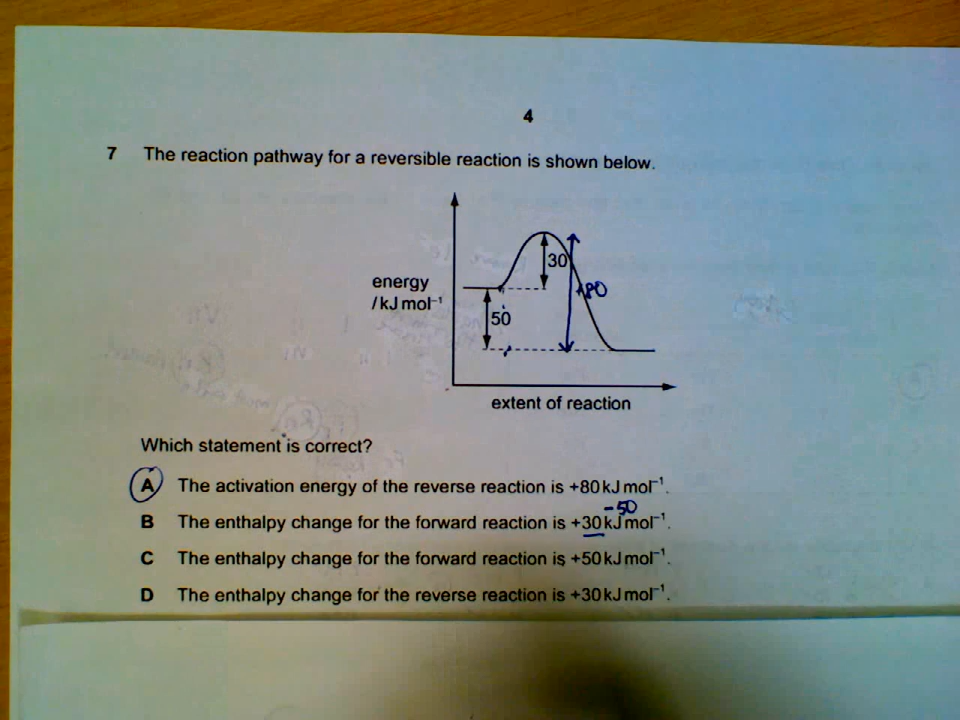 4
7 The reaction pathway for a reversible reaction is shown below.
30
energy
/ kJ mol⁻¹
+80
50
extent of reaction
Which statement is correct?
A The activation energy of the reverse reaction is +80 kJ mol⁻¹.
-50
B The enthalpy change for the forward reaction is +30 kJ mol⁻¹.
C The enthalpy change for the forward reaction is +50 kJ mol⁻¹.
D The enthalpy change for the reverse reaction is +30 kJ mol⁻¹.